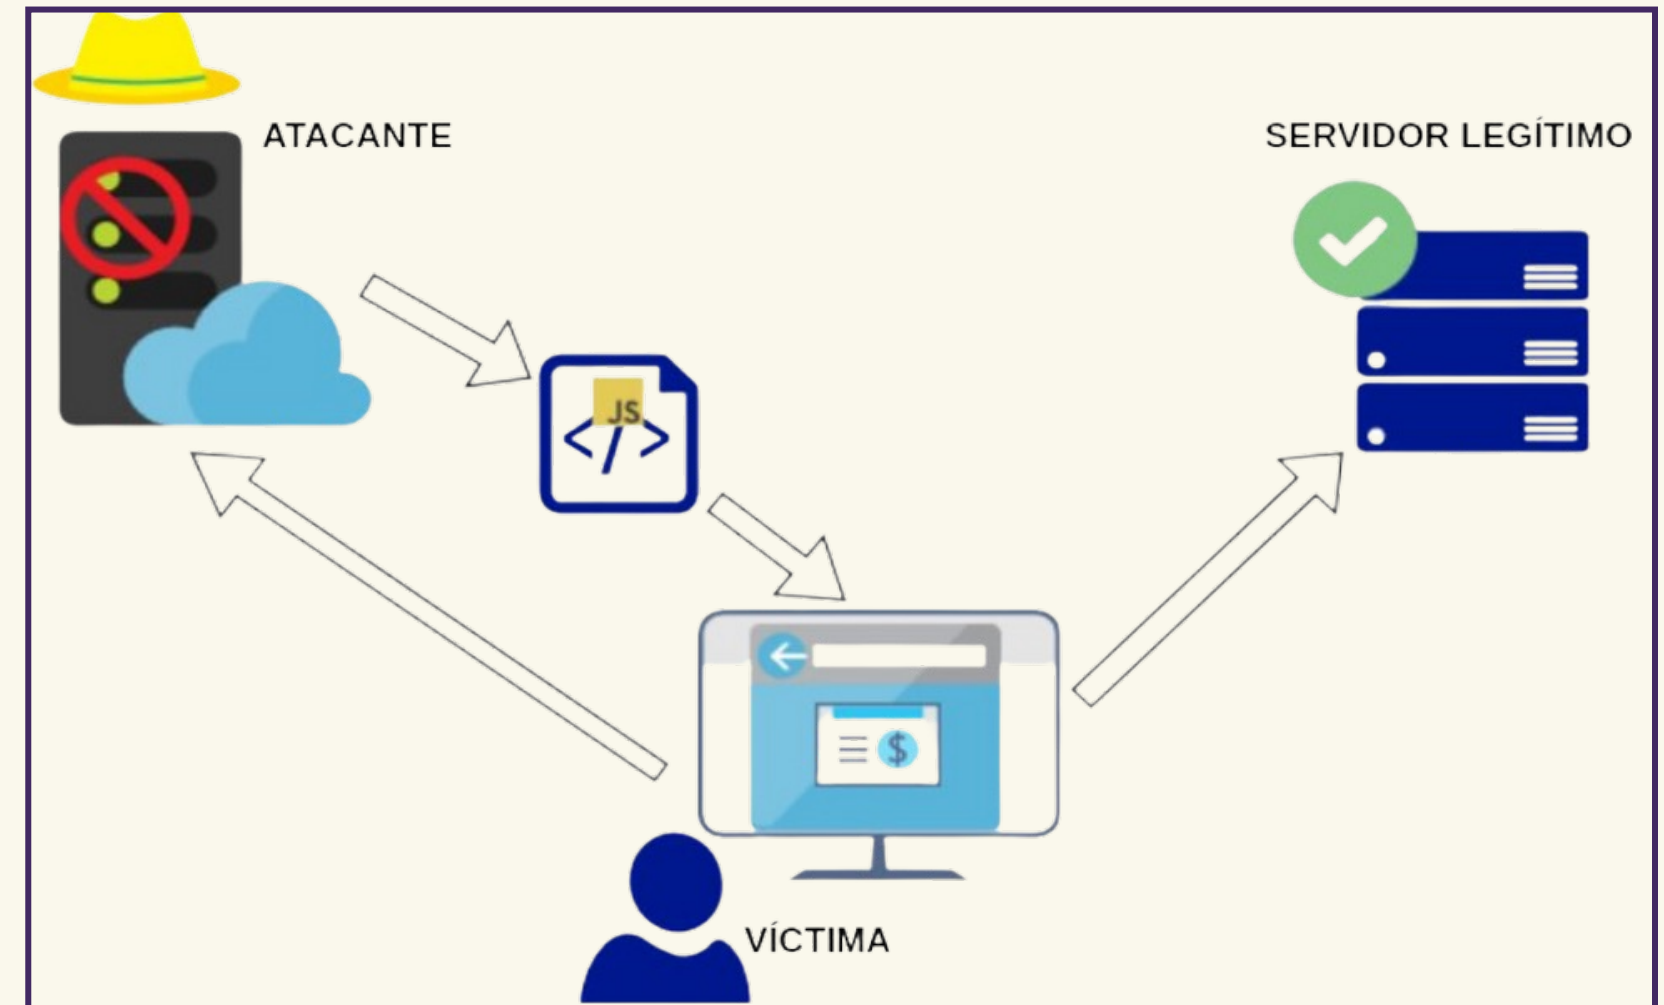 ATACANTE
SERVIDOR LEGÍTIMO
JS
</>
$
VÍCTIMA